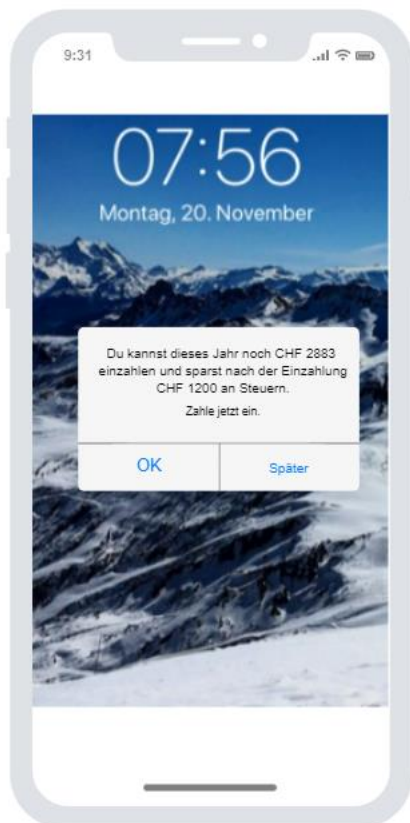 9:31
07:56
Montag, 20. November
Du kannst dieses Jahr noch CHF 2883
einzahlen und sparst nach der Einzahlung
CHF 1200 an Steuern.
Zahle jetzt ein.
OK
Später